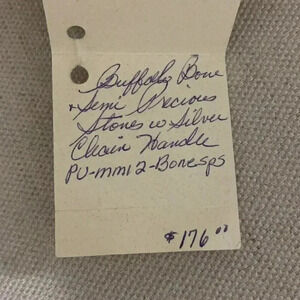 Buffalo Bone
+ Semi Precious
Stones w Silver
Chain Handle
PU-mm12-Bonesps
$176.00